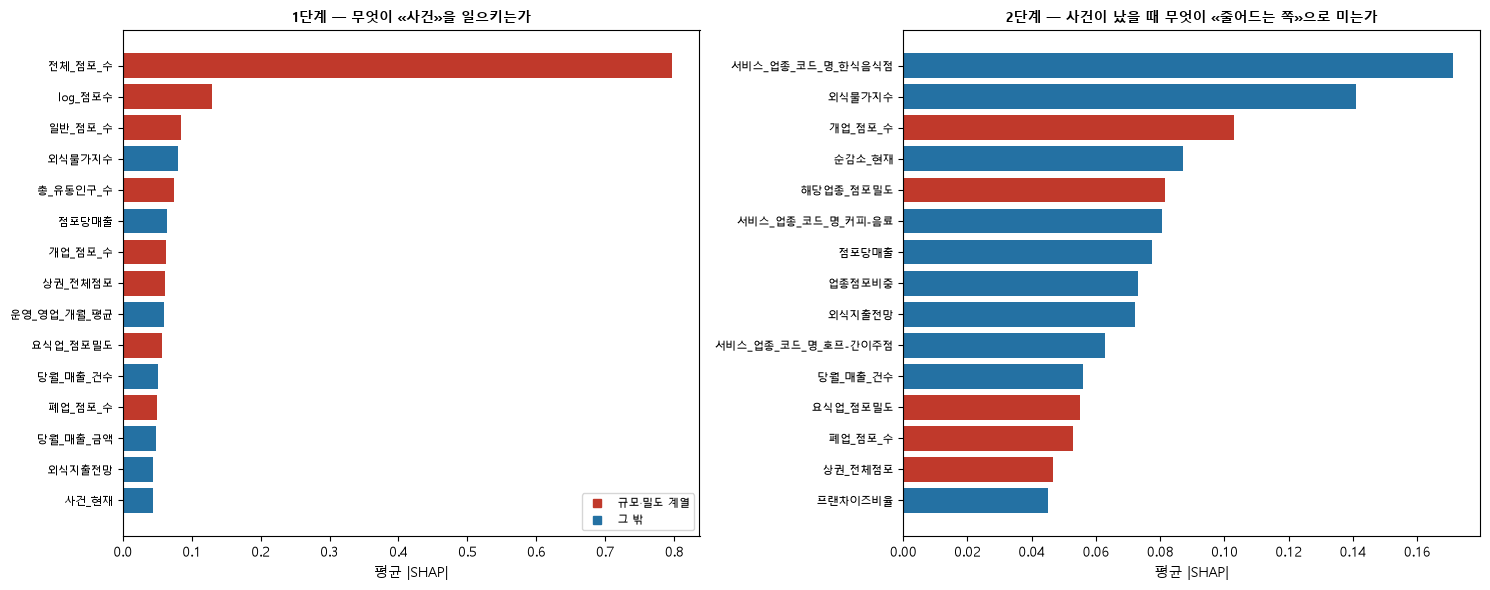 1단계 — 무엇이 «사건»을 일으키는가
전체_점포_수
log_점포수
일반_점포_수
외식물가지수
총_유동인구_수
점포당매출
개업_점포_수
상권_전체점포
운영_영업_개월_평균
요식업_점포밀도
당월_매출_건수
폐업_점포_수
당월_매출_금액
외식지출전망
사건_현재
규모·밀도 계열
그 밖
0.0 0.1 0.2 0.3 0.4 0.5 0.6 0.7 0.8
평균 |SHAP|
2단계 — 사건이 났을 때 무엇이 «줄어드는 쪽»으로 미는가
서비스_업종_코드_명_한식음식점
외식물가지수
개업_점포_수
순감소_현재
해당업종_점포밀도
서비스_업종_코드_명_커피-음료
점포당매출
업종점포비중
외식지출전망
서비스_업종_코드_명_호프-간이주점
당월_매출_건수
요식업_점포밀도
폐업_점포_수
상권_전체점포
프랜차이즈비율
0.00 0.02 0.04 0.06 0.08 0.10 0.12 0.14 0.16
평균 |SHAP|